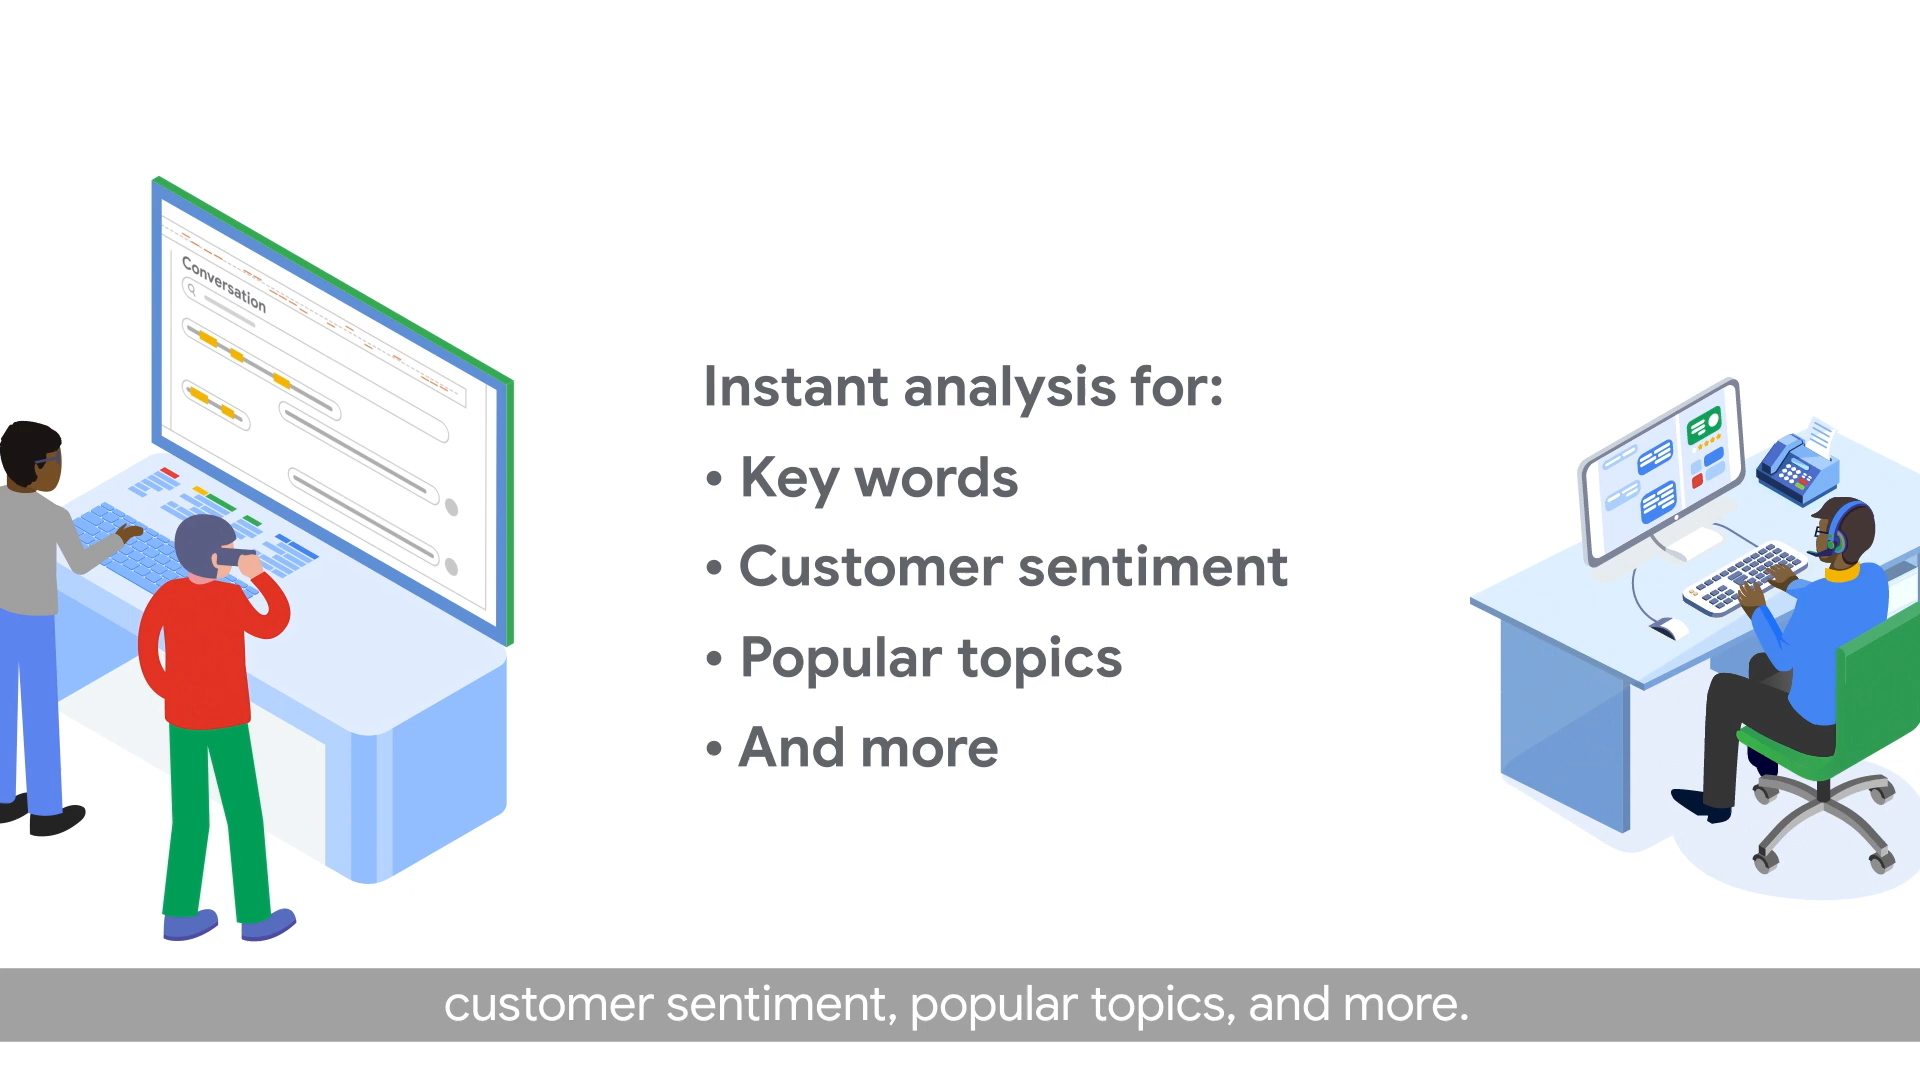 Conversation
Instant analysis for:
• Key words
• Customer sentiment
• Popular topics
• And more
customer sentiment, popular topics, and more.